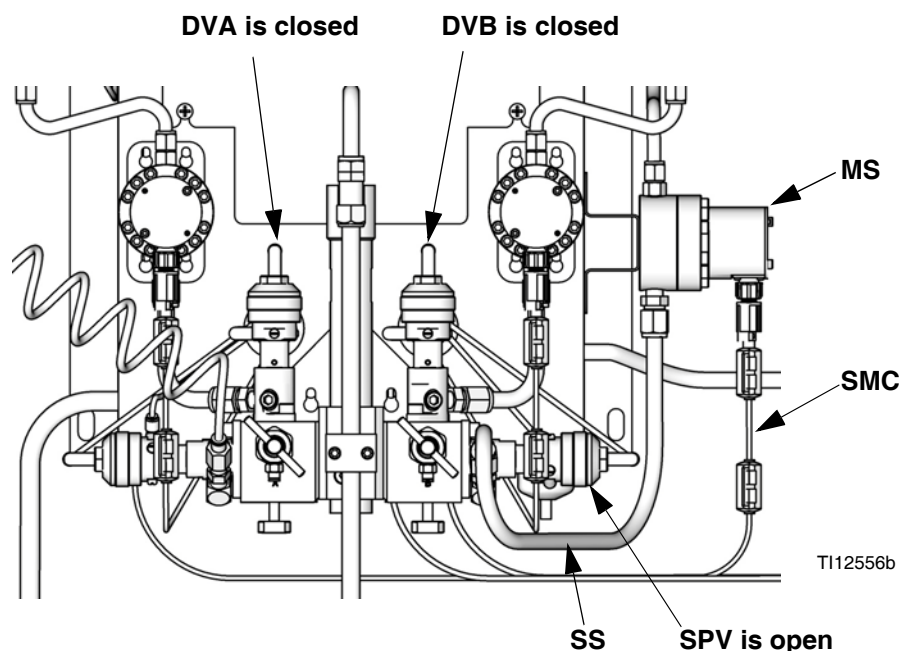 DVA is closed
DVB is closed
MS
SMC
TI12556b
SS
SPV is open